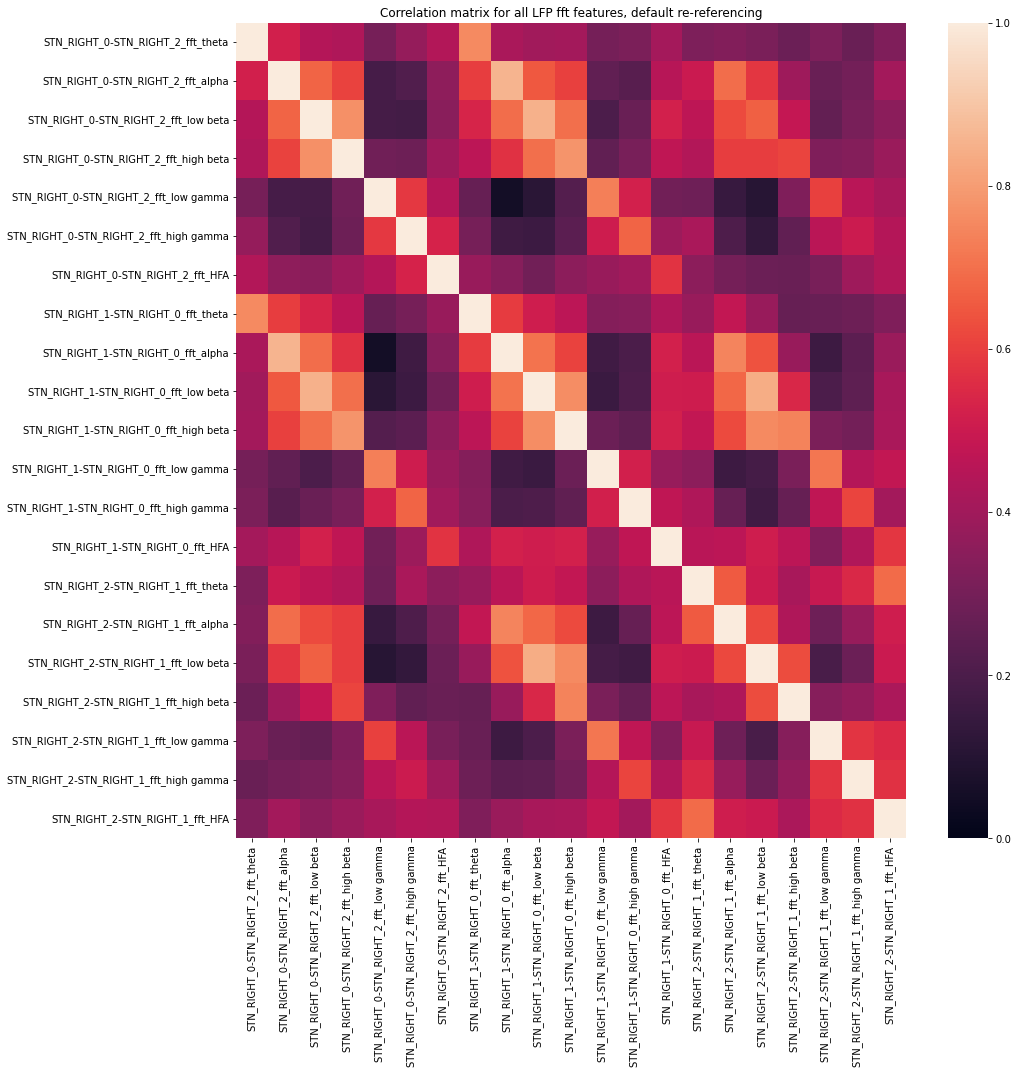 Correlation matrix for all LFP fft features, default re-referencing
STN_RIGHT_0-STN_RIGHT_2_fft_theta
STN_RIGHT_0-STN_RIGHT_2_fft_alpha
STN_RIGHT_0-STN_RIGHT_2_fft_low beta
STN_RIGHT_0-STN_RIGHT_2_fft_high beta
STN_RIGHT_0-STN_RIGHT_2_fft_low gamma
STN_RIGHT_0-STN_RIGHT_2_fft_high gamma
STN_RIGHT_0-STN_RIGHT_2_fft_HFA
STN_RIGHT_1-STN_RIGHT_0_fft_theta
STN_RIGHT_1-STN_RIGHT_0_fft_alpha
STN_RIGHT_1-STN_RIGHT_0_fft_low beta
STN_RIGHT_1-STN_RIGHT_0_fft_high beta
STN_RIGHT_1-STN_RIGHT_0_fft_low gamma
STN_RIGHT_1-STN_RIGHT_0_fft_high gamma
STN_RIGHT_1-STN_RIGHT_0_fft_HFA
STN_RIGHT_2-STN_RIGHT_1_fft_theta
STN_RIGHT_2-STN_RIGHT_1_fft_alpha
STN_RIGHT_2-STN_RIGHT_1_fft_low beta
STN_RIGHT_2-STN_RIGHT_1_fft_high beta
STN_RIGHT_2-STN_RIGHT_1_fft_low gamma
STN_RIGHT_2-STN_RIGHT_1_fft_high gamma
STN_RIGHT_2-STN_RIGHT_1_fft_HFA
STN_RIGHT_0-STN_RIGHT_2_fft_theta
STN_RIGHT_0-STN_RIGHT_2_fft_alpha
STN_RIGHT_0-STN_RIGHT_2_fft_low beta
STN_RIGHT_0-STN_RIGHT_2_fft_high beta
STN_RIGHT_0-STN_RIGHT_2_fft_low gamma
STN_RIGHT_0-STN_RIGHT_2_fft_high gamma
STN_RIGHT_0-STN_RIGHT_2_fft_HFA
STN_RIGHT_1-STN_RIGHT_0_fft_theta
STN_RIGHT_1-STN_RIGHT_0_fft_alpha
STN_RIGHT_1-STN_RIGHT_0_fft_low beta
STN_RIGHT_1-STN_RIGHT_0_fft_high beta
STN_RIGHT_1-STN_RIGHT_0_fft_low gamma
STN_RIGHT_1-STN_RIGHT_0_fft_high gamma
STN_RIGHT_1-STN_RIGHT_0_fft_HFA
STN_RIGHT_2-STN_RIGHT_1_fft_theta
STN_RIGHT_2-STN_RIGHT_1_fft_alpha
STN_RIGHT_2-STN_RIGHT_1_fft_low beta
STN_RIGHT_2-STN_RIGHT_1_fft_high beta
STN_RIGHT_2-STN_RIGHT_1_fft_low gamma
STN_RIGHT_2-STN_RIGHT_1_fft_high gamma
STN_RIGHT_2-STN_RIGHT_1_fft_HFA
1.0
0.8
0.6
0.4
0.2
0.0